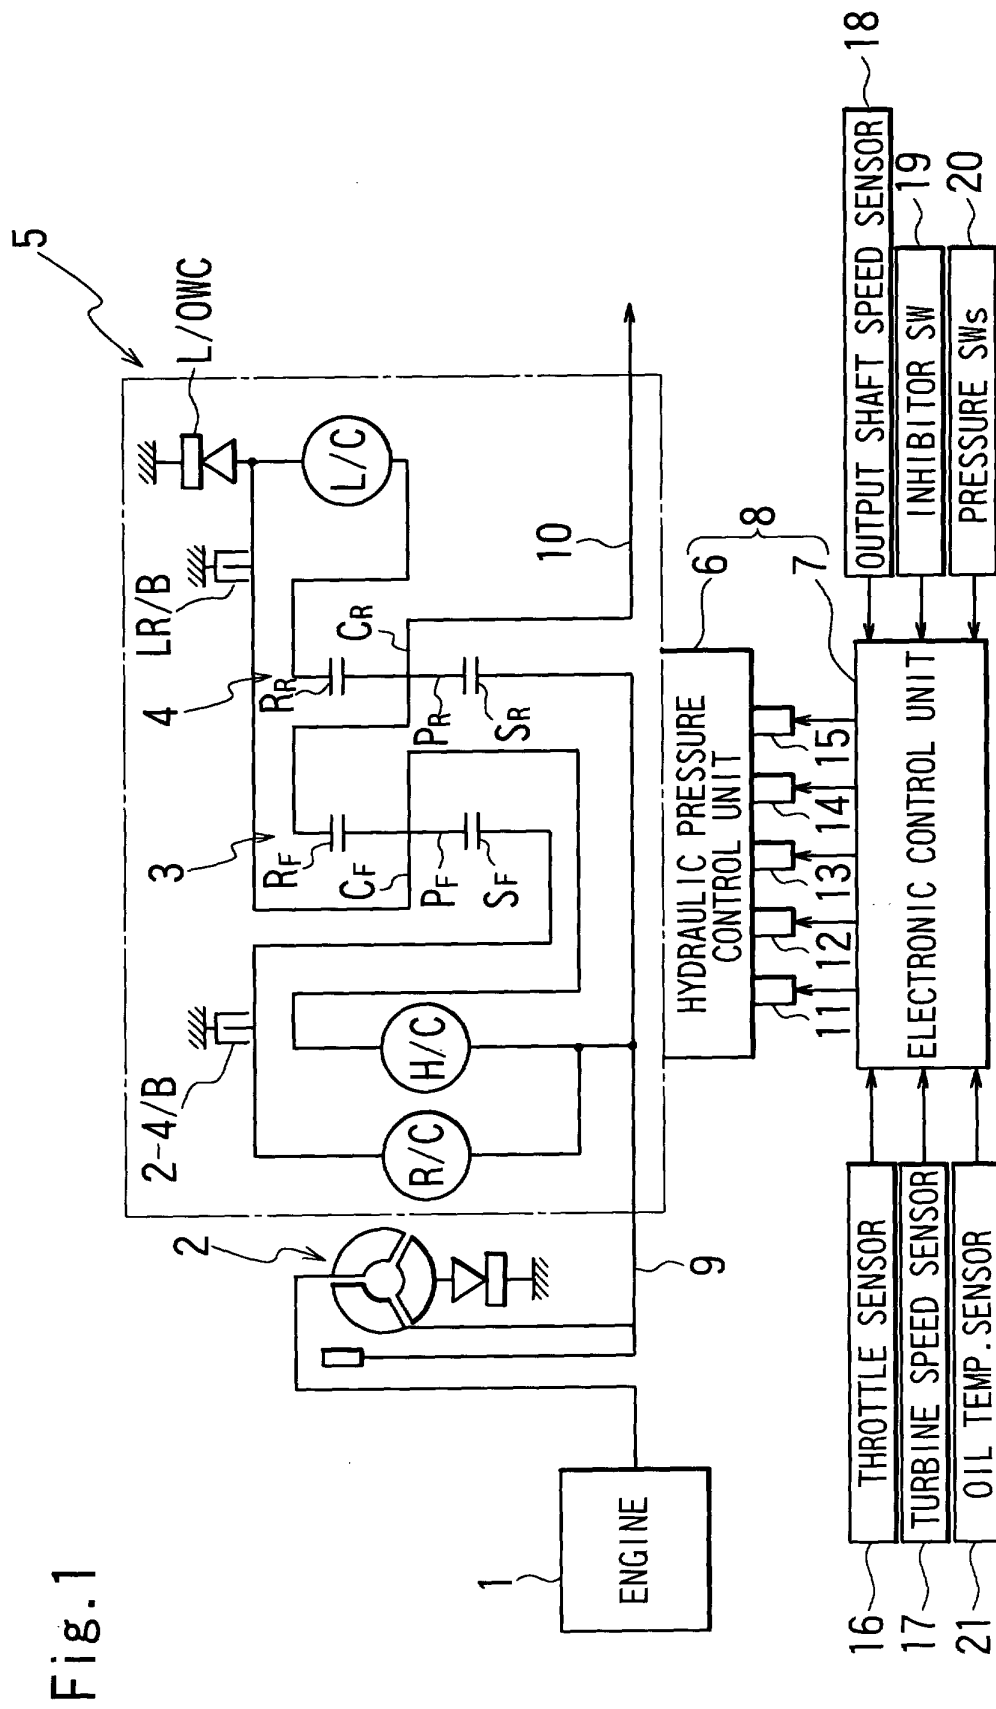 Fig.1
5
L/OWC
LR/B
2-4/B
4
3
RR
CR
PR
SR
RF
CF
PF
SF
L/C
H/C
R/C
2
10
9
1
ENGINE
8
6
7
HYDRAULIC PRESSURE
CONTROL UNIT
11
12
13
14
15
ELECTRONIC CONTROL UNIT
16
THROTTLE SENSOR
17
TURBINE SPEED SENSOR
21
OIL TEMP.SENSOR
OUTPUT SHAFT SPEED SENSOR
18
INHIBITOR SW
19
PRESSURE SWs
20